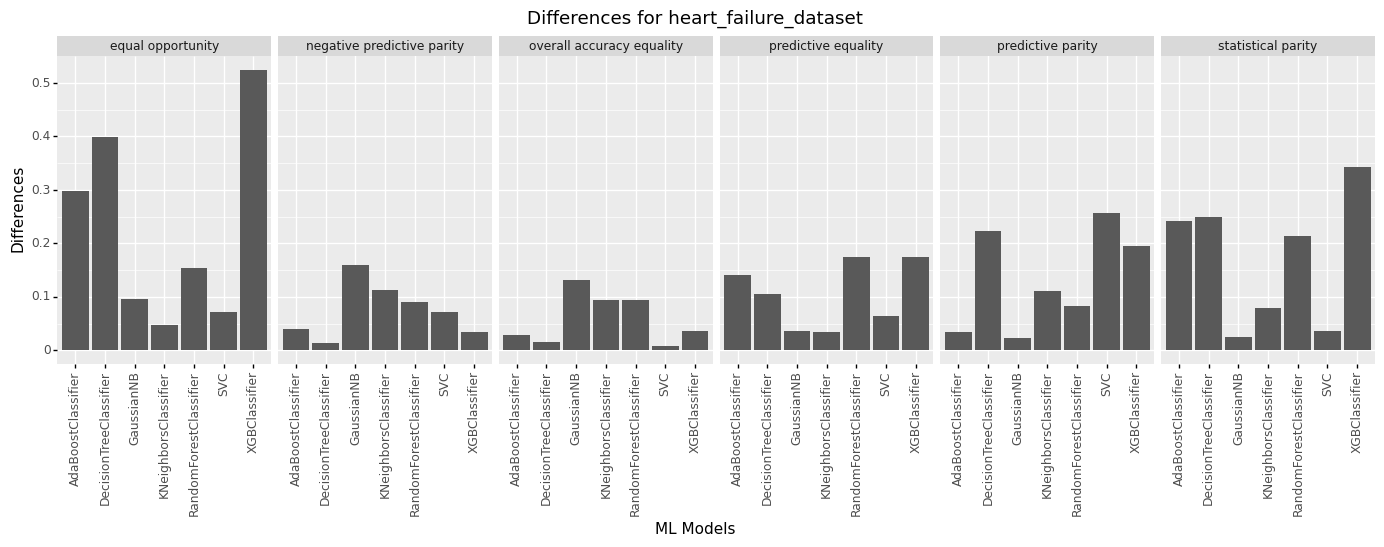 Differences for heart_failure_dataset
equal opportunity
negative predictive parity
overall accuracy equality
predictive equality
predictive parity
statistical parity
Differences
0.5
0.4
0.3
0.2
0.1
0
AdaBoostClassifier
DecisionTreeClassifier
GaussianNB
KNeighborsClassifier
RandomForestClassifier
SVC
XGBClassifier
AdaBoostClassifier
DecisionTreeClassifier
GaussianNB
KNeighborsClassifier
RandomForestClassifier
SVC
XGBClassifier
AdaBoostClassifier
DecisionTreeClassifier
GaussianNB
KNeighborsClassifier
RandomForestClassifier
SVC
XGBClassifier
AdaBoostClassifier
DecisionTreeClassifier
GaussianNB
KNeighborsClassifier
RandomForestClassifier
SVC
XGBClassifier
AdaBoostClassifier
DecisionTreeClassifier
GaussianNB
KNeighborsClassifier
RandomForestClassifier
SVC
XGBClassifier
AdaBoostClassifier
DecisionTreeClassifier
GaussianNB
KNeighborsClassifier
RandomForestClassifier
SVC
XGBClassifier
ML Models